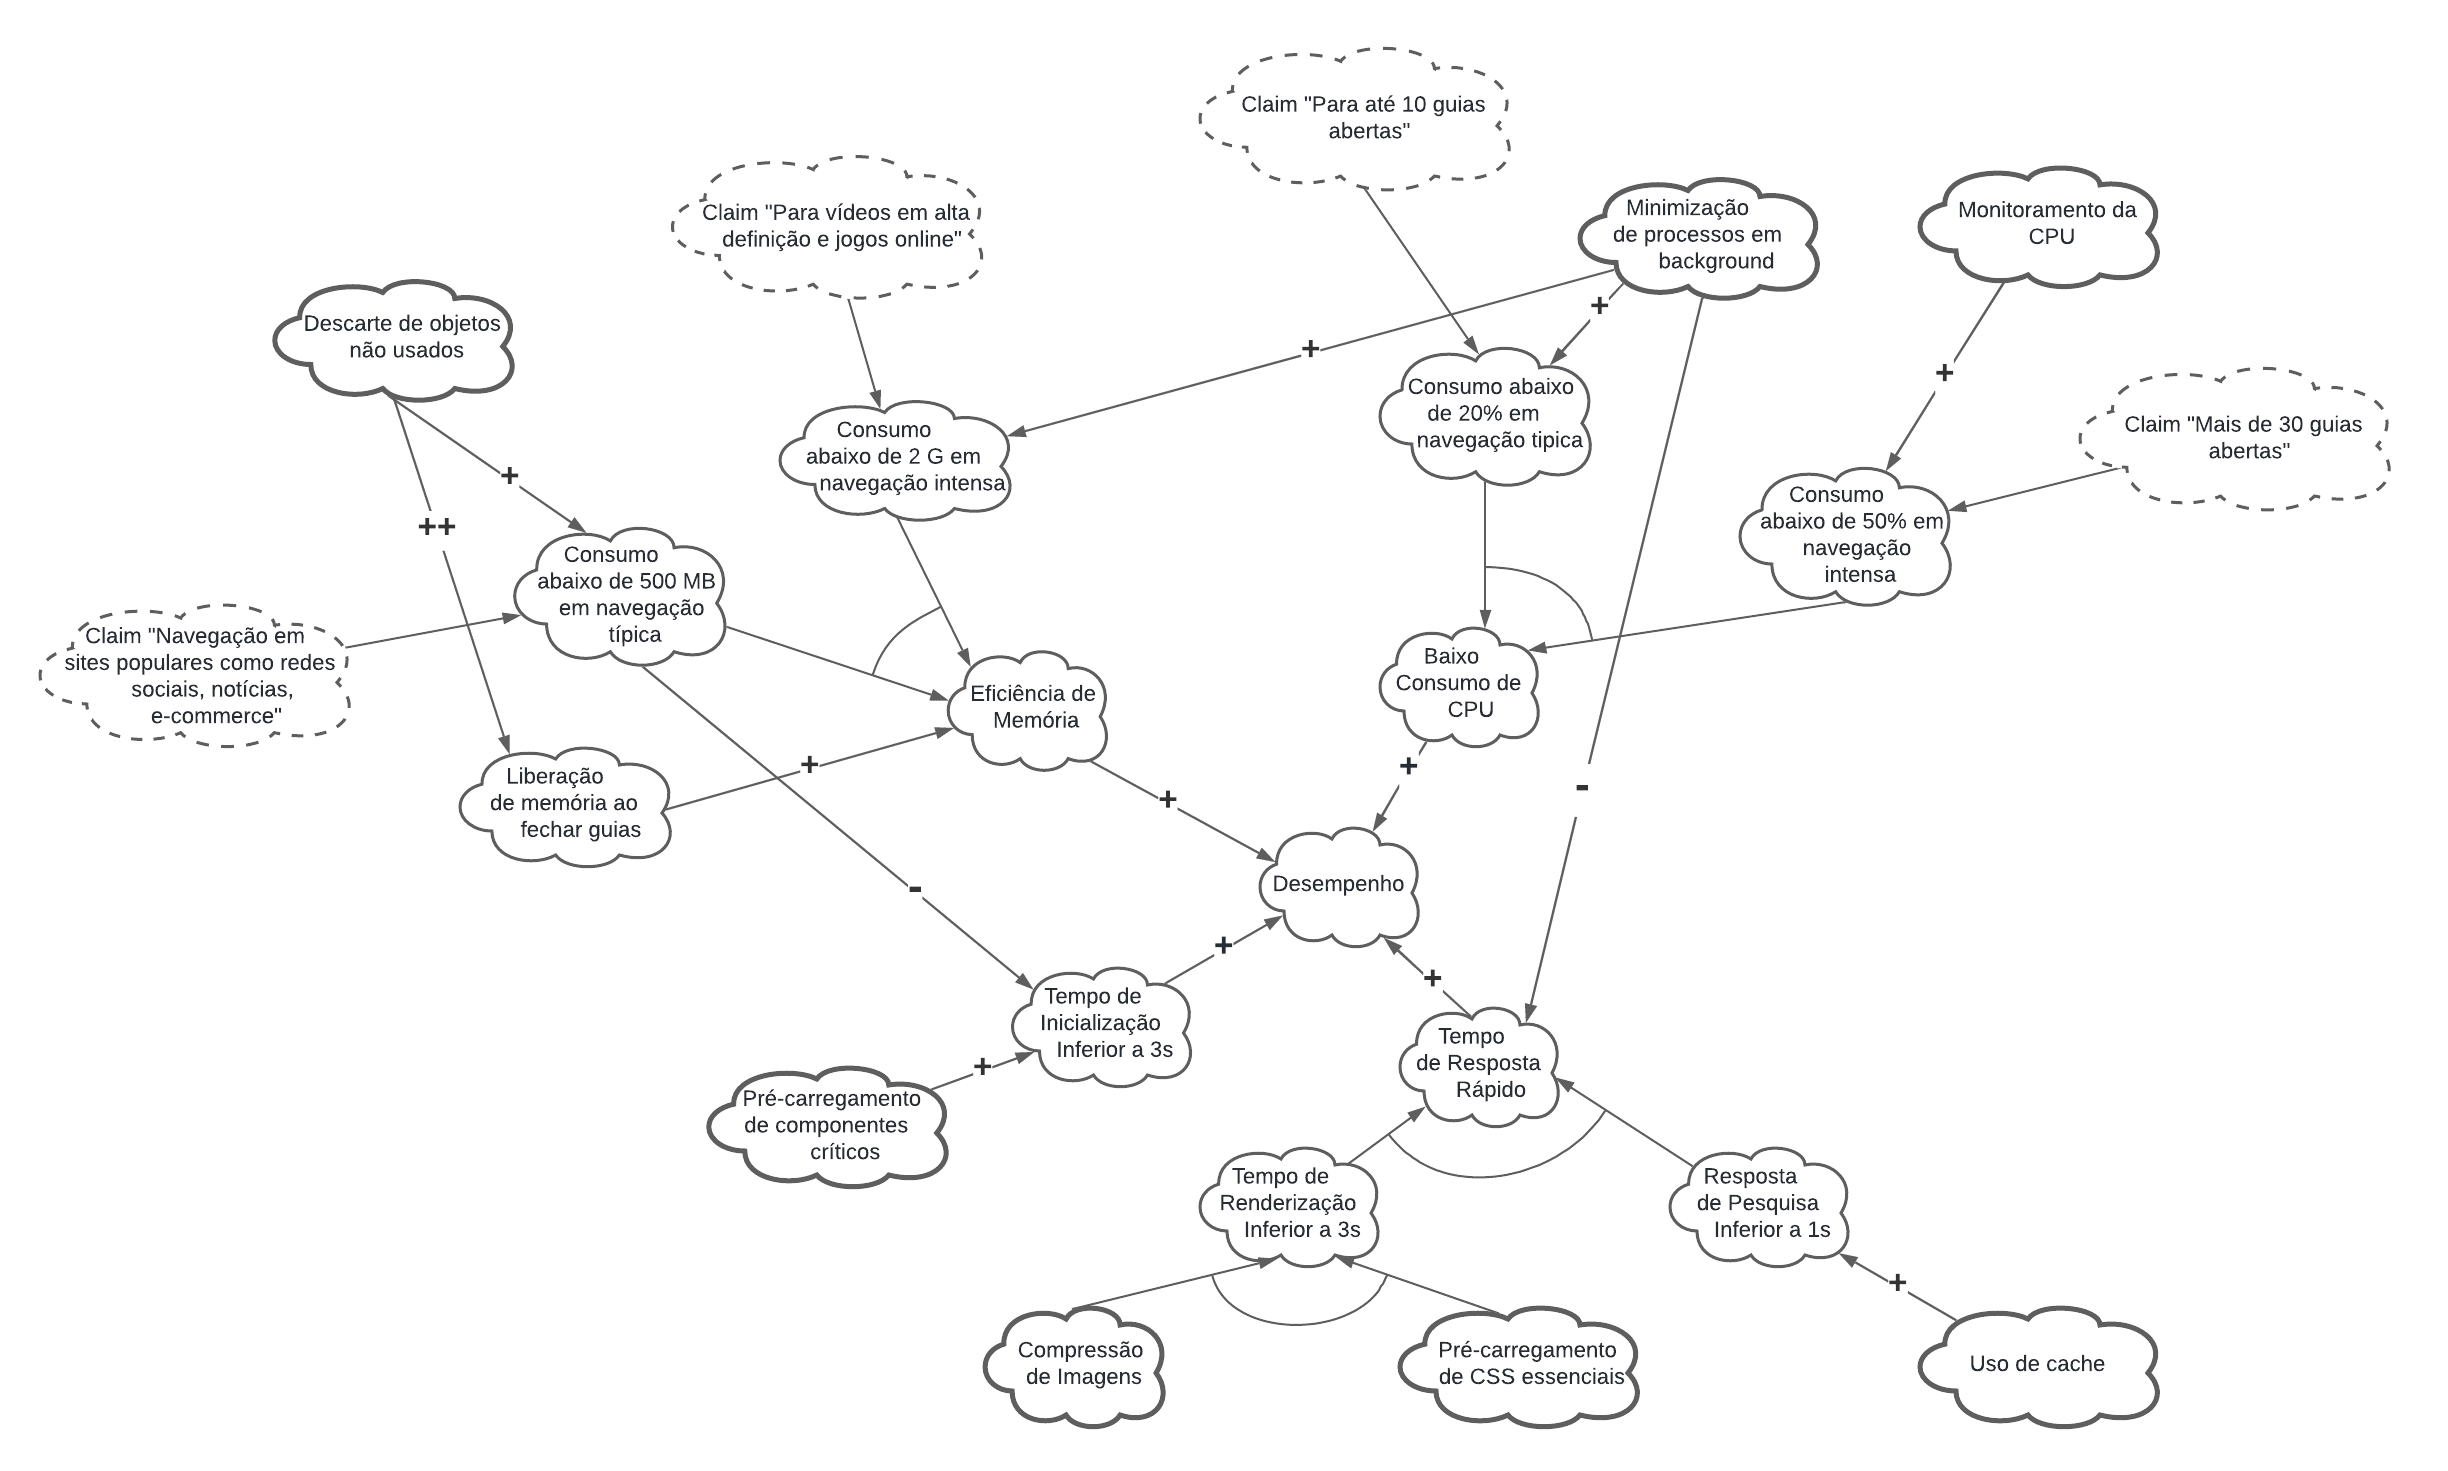 Claim "Para até 10 guias
abertas"
Claim "Para vídeos em alta
definição e jogos online"
Minimização
de processos em
background
Monitoramento da
CPU
Descarte de objetos
não usados
+
+
+
Consumo abaixo
de 20% em
navegação tipica
Claim "Mais de 30 guias
abertas"
Consumo
abaixo de 2 G em
navegação intensa
+
++
Consumo
abaixo de 50% em
navegação
intensa
Consumo
abaixo de 500 MB
em navegação
típica
Claim "Navegação em
sites populares como redes
sociais, notícias,
e-commerce"
Eficiência de
Memória
Baixo
Consumo de
CPU
Liberação
de memória ao
fechar guias
+
+
+
-
Desempenho
-
+
+
Tempo de
Inicialização
Inferior a 3s
Tempo
de Resposta
Rápido
+
Pré-carregamento
de componentes
críticos
Tempo de
Renderização
Inferior a 3s
Resposta
de Pesquisa
Inferior a 1s
+
Compressão
de Imagens
Pré-carregamento
de CSS essenciais
Uso de cache